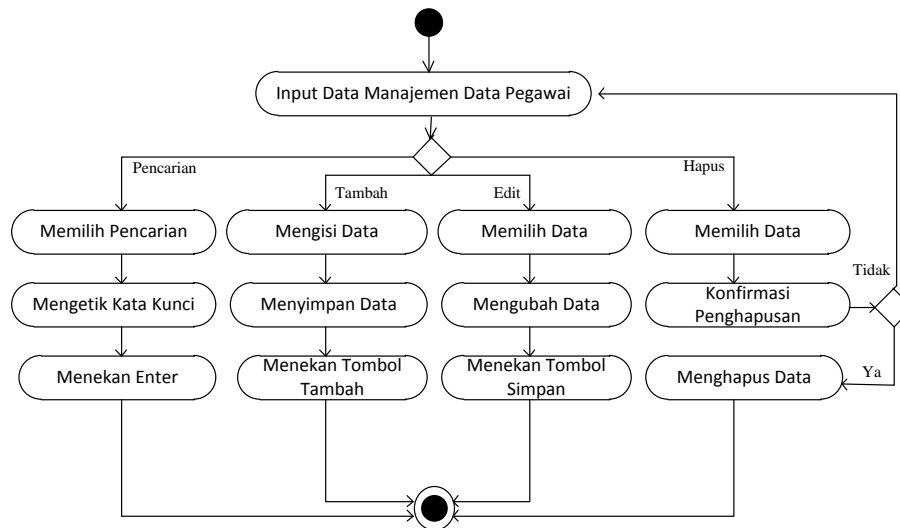 Input Data Manajemen Data Pegawai
Pencarian
Tambah
Edit
Hapus
Memilih Pencarian
Mengisi Data
Memilih Data
Memilih Data
Tidak
Mengetik Kata Kunci
Menyimpan Data
Mengubah Data
Konfirmasi
Penghapusan
Menekan Enter
Menekan Tombol
Tambah
Menekan Tombol
Simpan
Menghapus Data
Ya